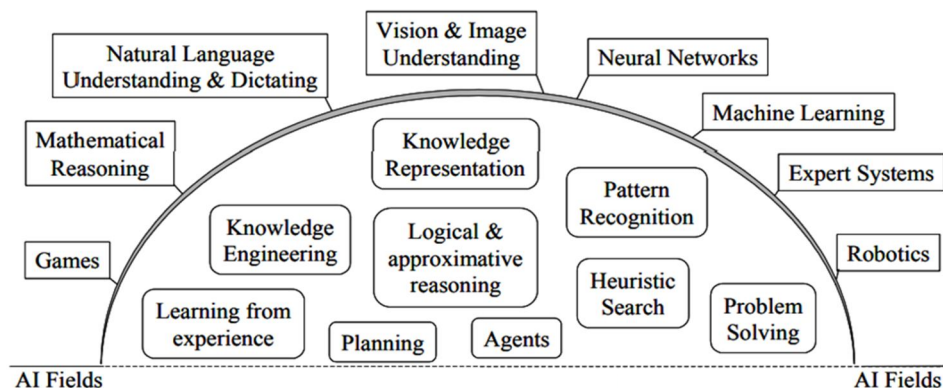 Vision & Image
Understanding
Natural Language
Understanding & Dictating
Neural Networks
Machine Learning
Mathematical
Reasoning
Knowledge
Representation
Expert Systems
Pattern
Recognition
Knowledge
Engineering
Logical &
approximative
reasoning
Games
Robotics
Heuristic
Search
Learning from
experience
Problem
Solving
Planning
Agents
AI Fields
AI Fields